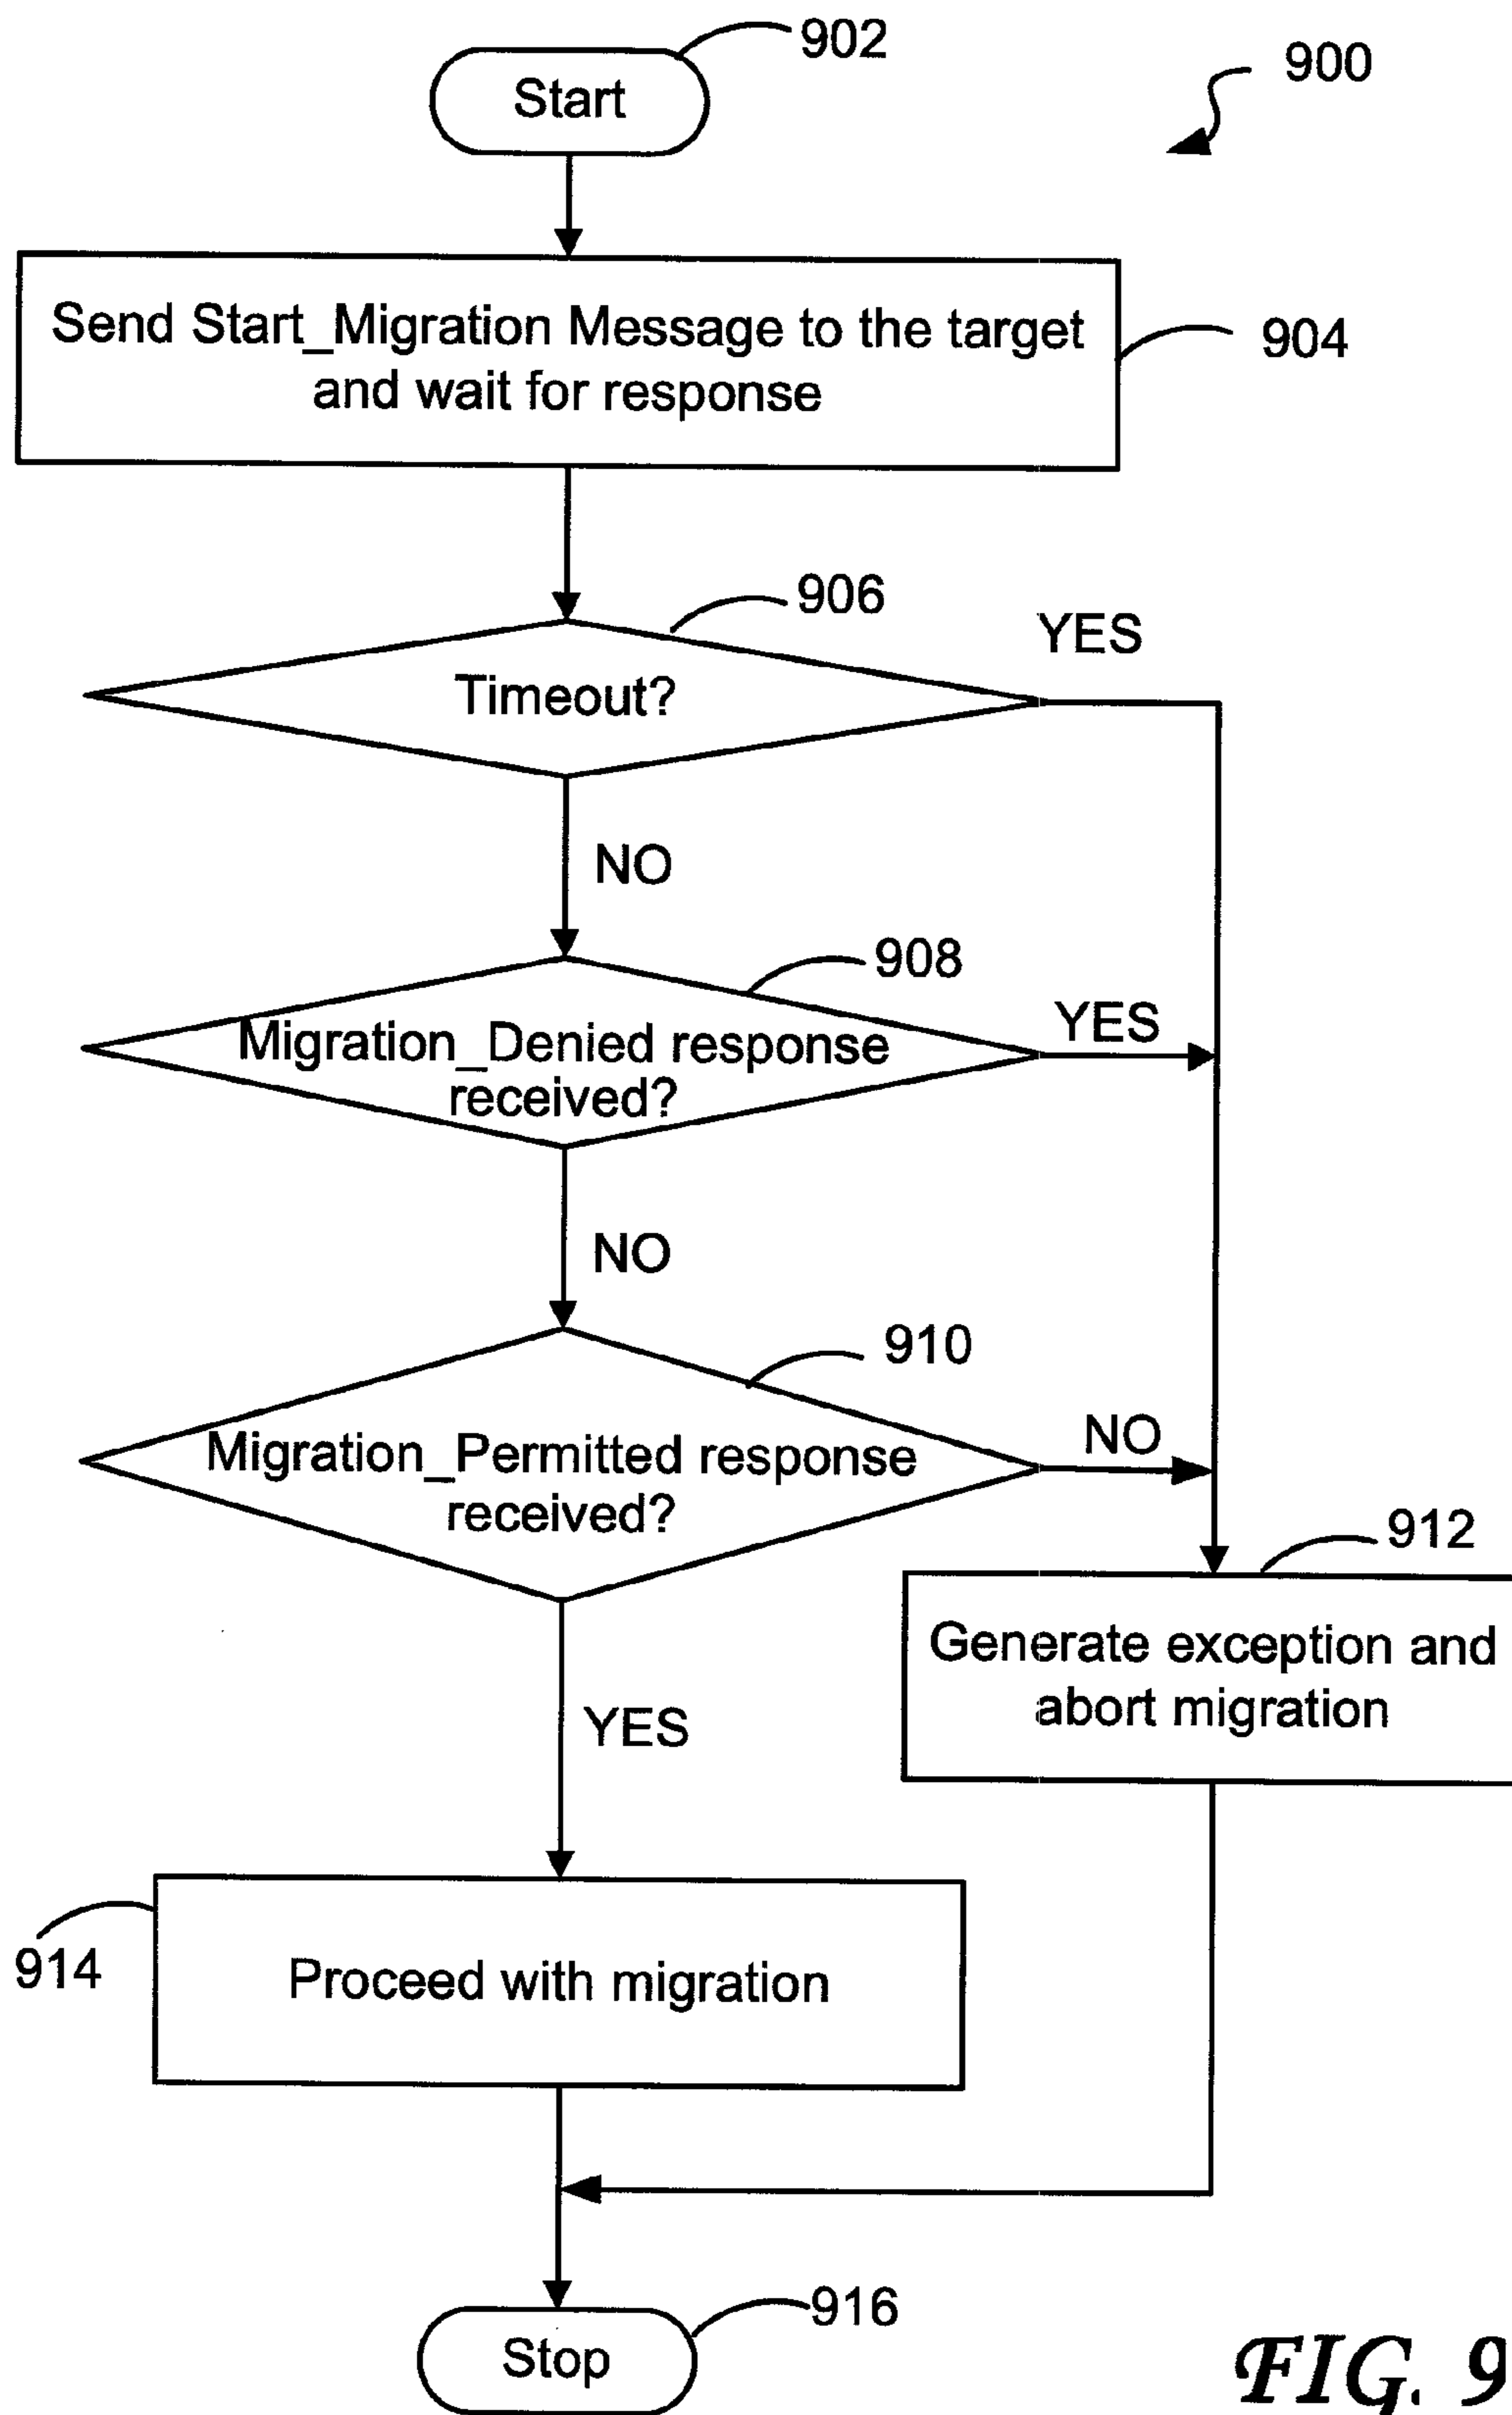 902
900
Start
Send Start_Migration Message to the target
and wait for response
904
906
YES
Timeout?
NO
908
YES
Migration_Denied response
received?
NO
910
NO
Migration_Permitted response
received?
912
Generate exception and
abort migration
YES
914
Proceed with migration
916
Stop
FIG. 9